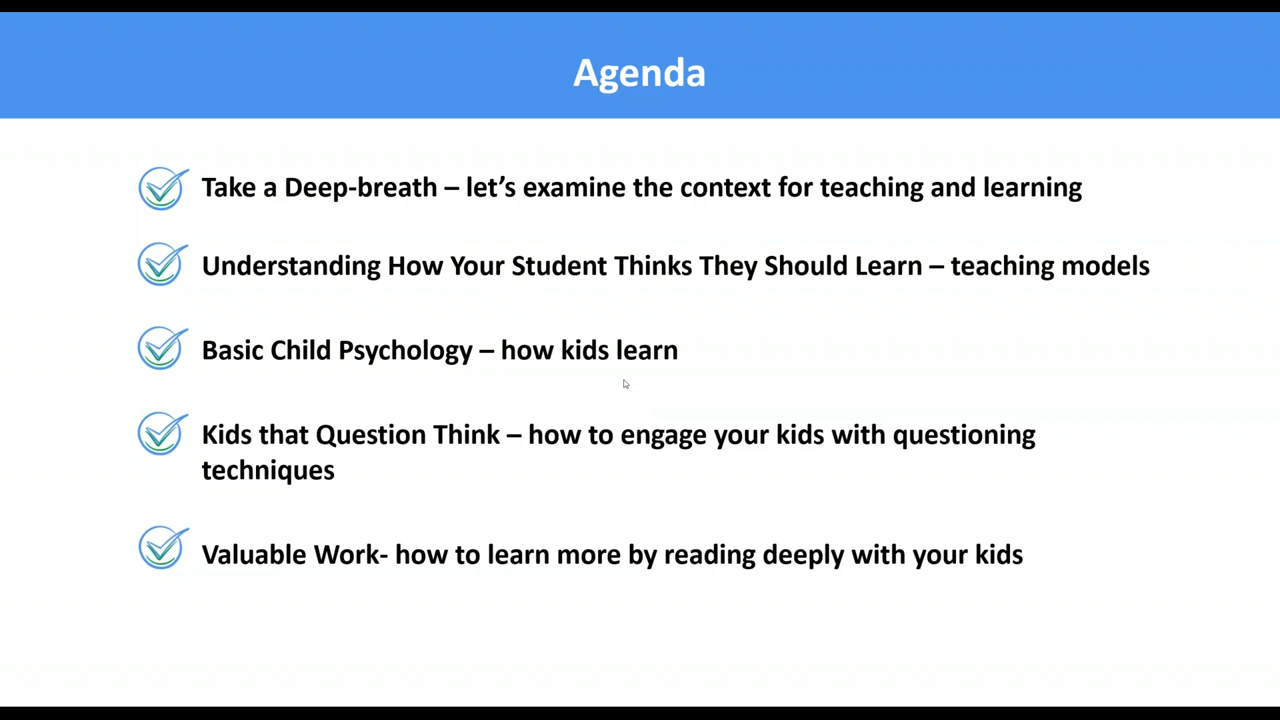 Agenda
Take a Deep-breath – let’s examine the context for teaching and learning
Understanding How Your Student Thinks They Should Learn – teaching models
Basic Child Psychology – how kids learn
Kids that Question Think – how to engage your kids with questioning
techniques
Valuable Work- how to learn more by reading deeply with your kids